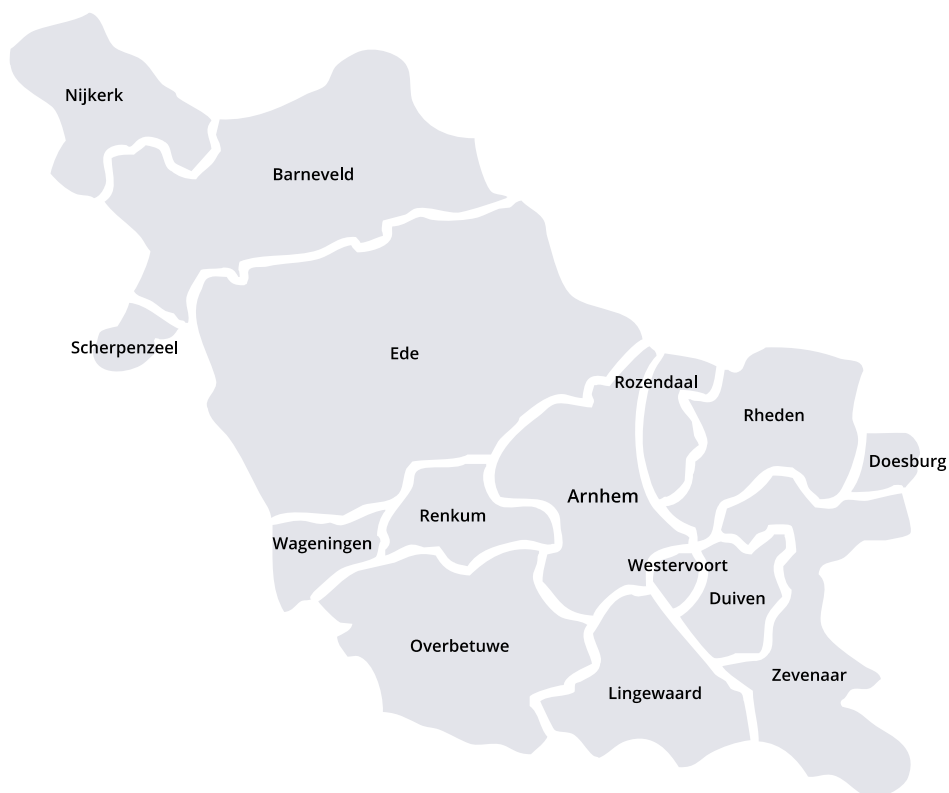 Nijkerk
Barneveld
Scherpenzeel
Ede
Rozendaal
Rheden
Doesburg
Arnhem
Renkum
Wageningen
Westervoort
Duiven
Overbetuwe
Zevenaar
Lingewaard